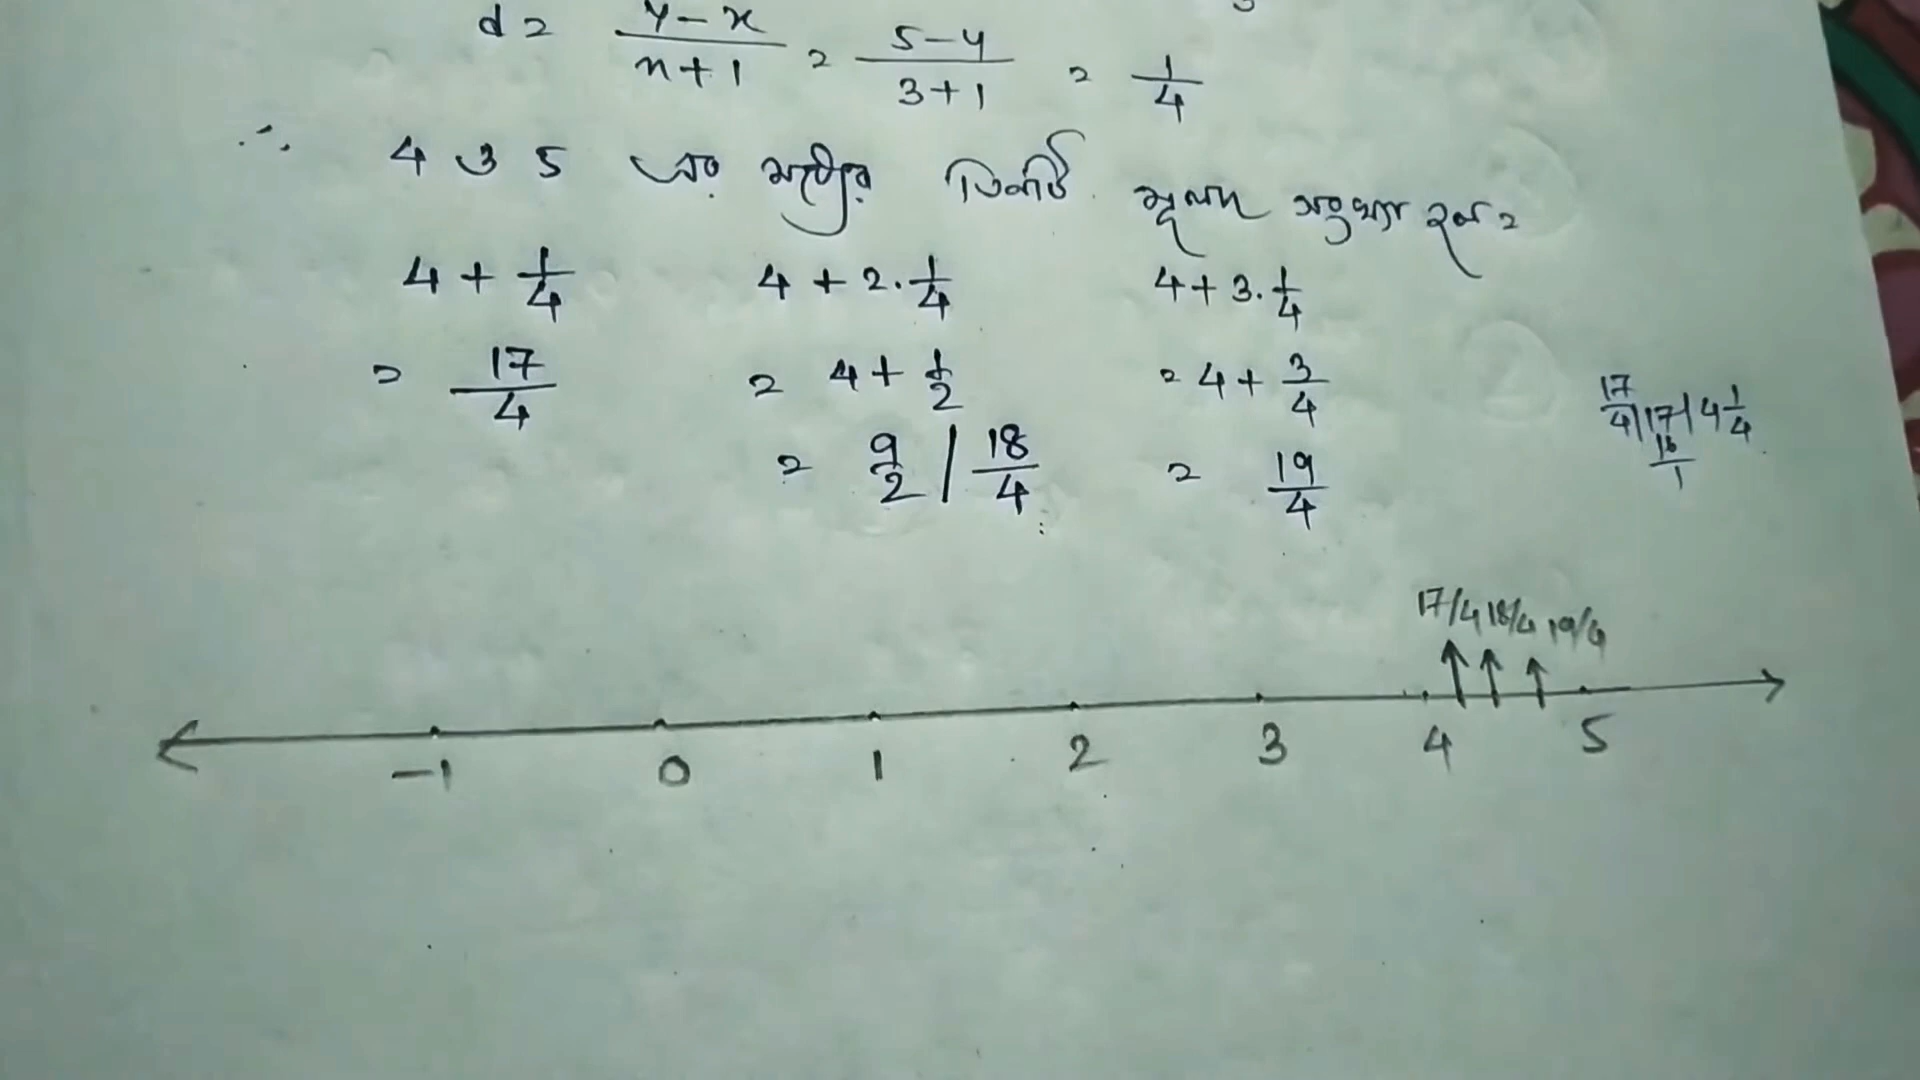 d = y-x/n+1 = 5-4/3+1 = 1/4
∴ 4 ও 5 এর মধ্যের তিনটি মূলদ সংখ্যা হল =
4 + 1/4   4 + 2·1/4   4 + 3·1/4
= 17/4   = 4 + 1/2   = 4 + 3/4
= 9/2 | 18/4   = 19/4
17/4 | 17 | 4 1/4
16
1
17/4 18/4 19/4
-1 0 1 2 3 4 5